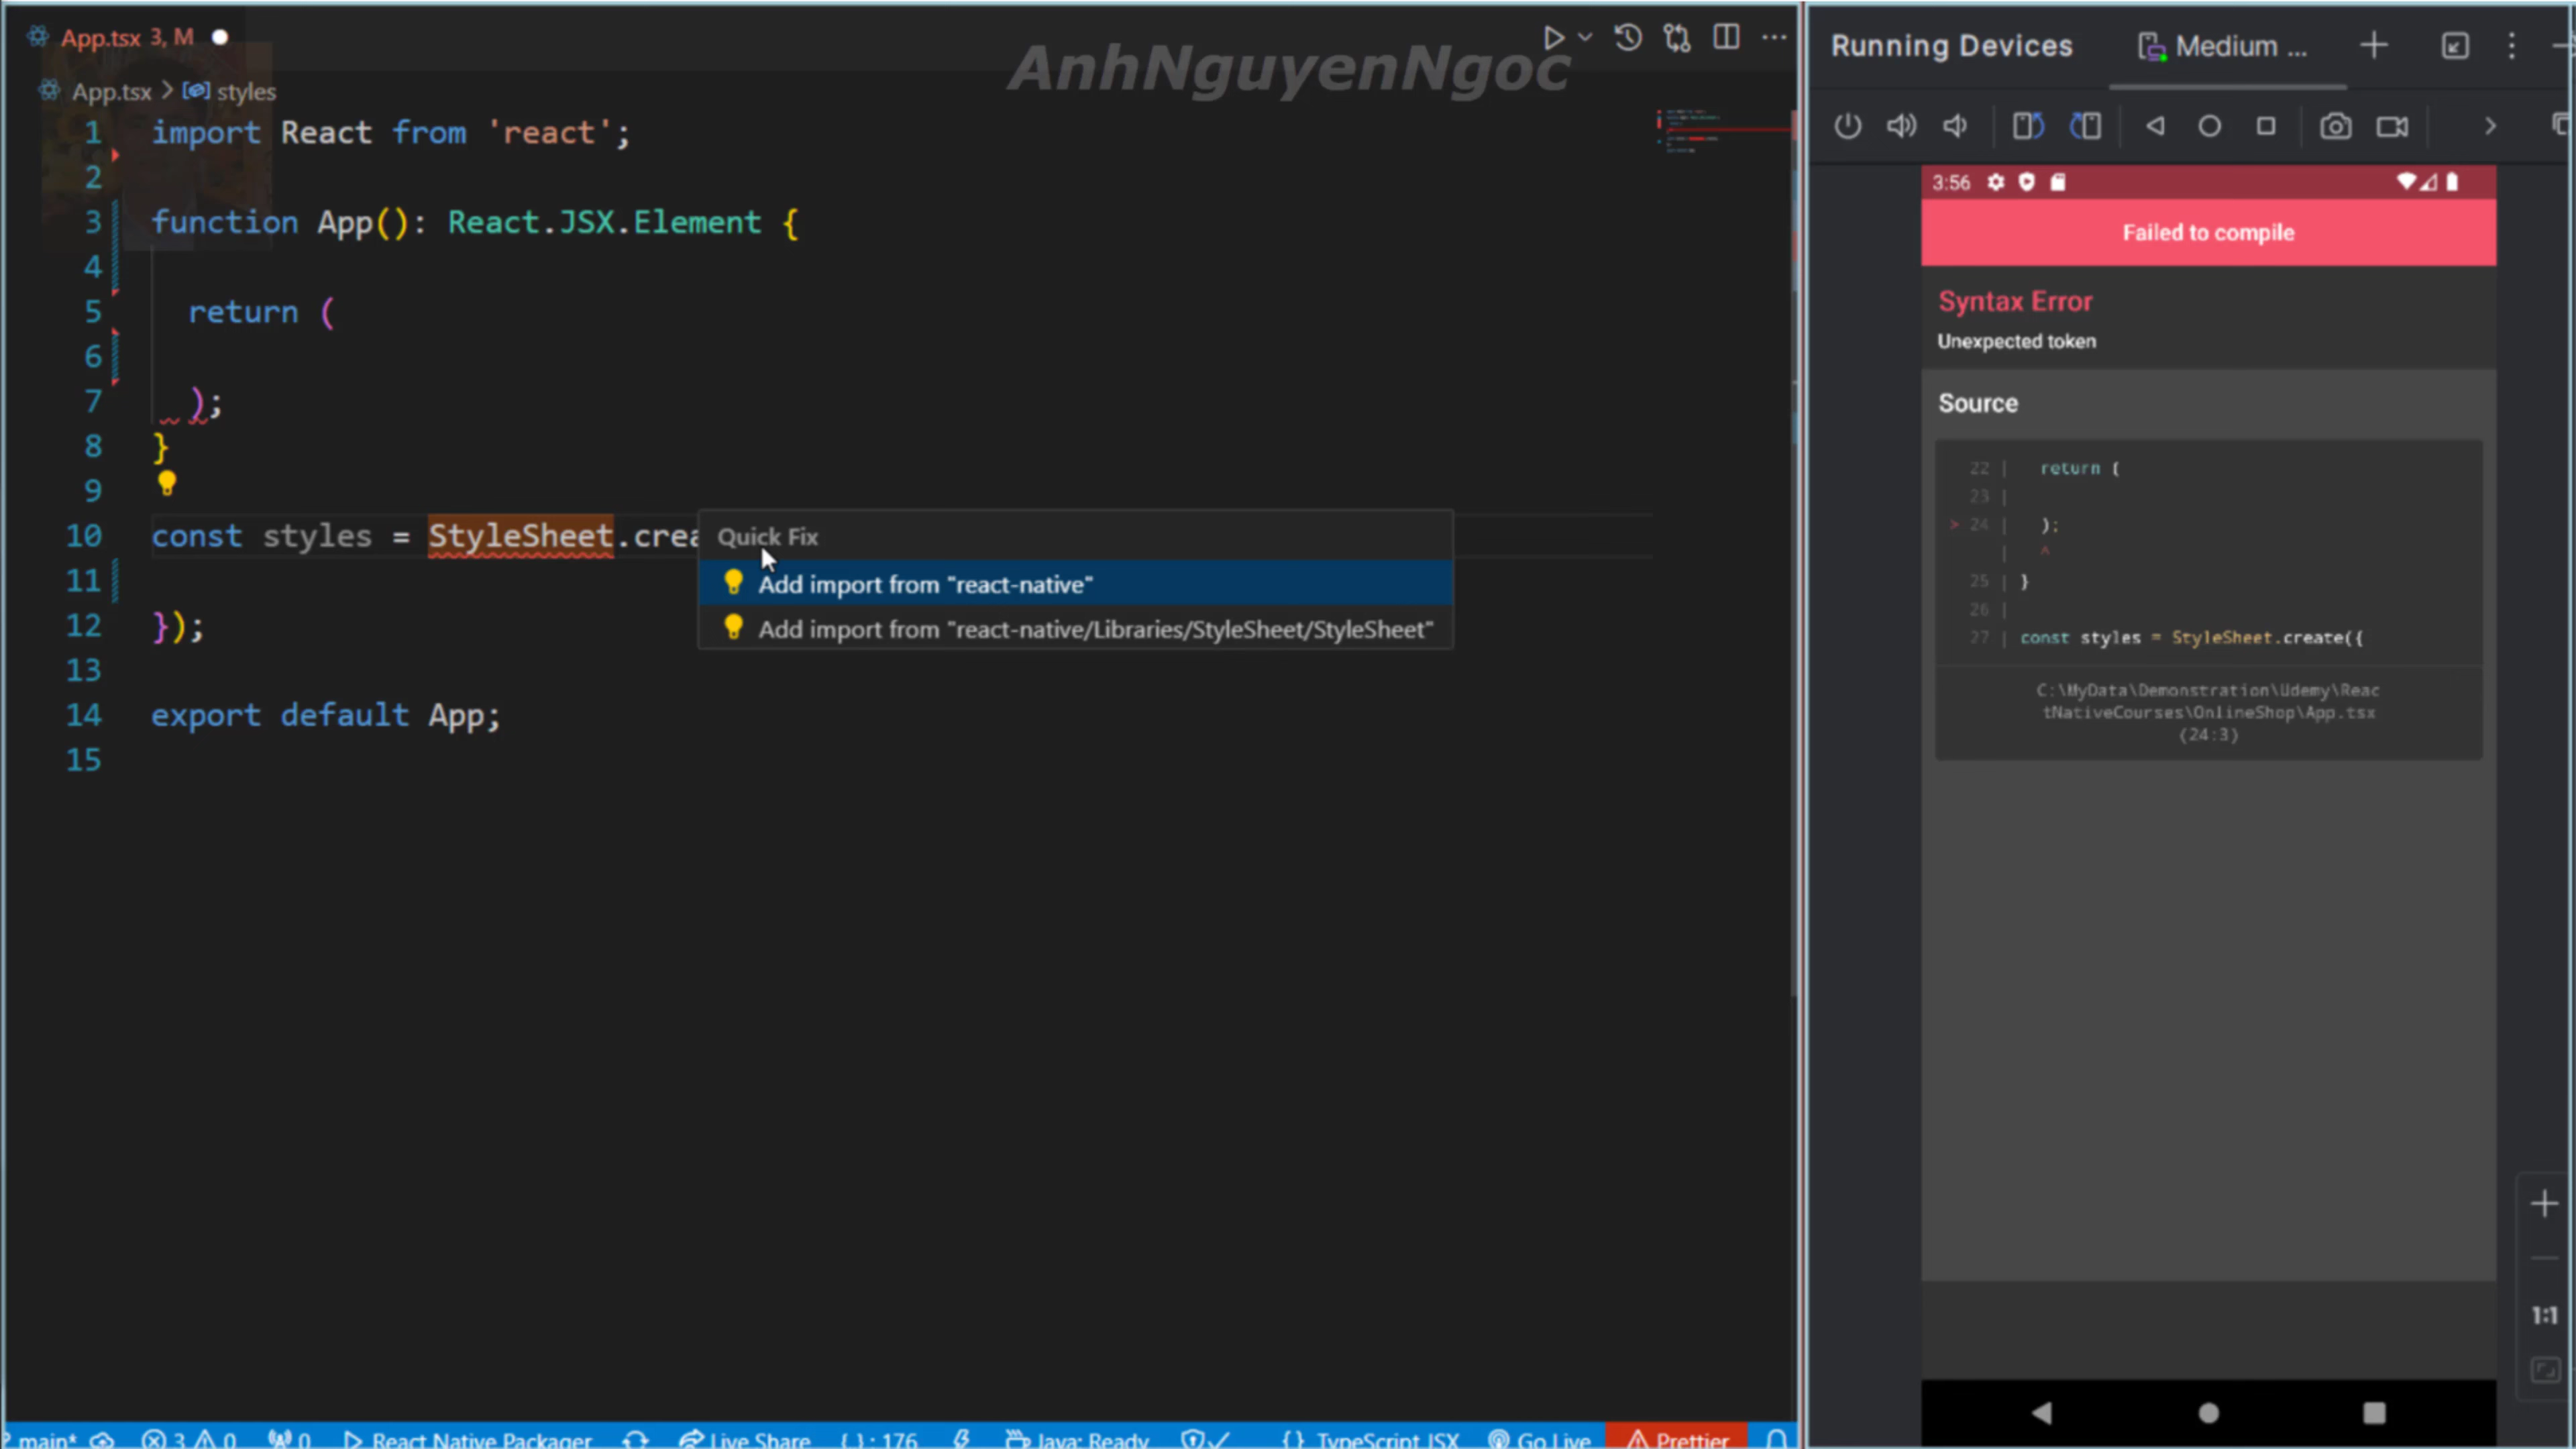 App.tsx 3, M
AnhNguyenNgoc
App.tsx > styles
1 import React from 'react';
2
3 function App(): React.JSX.Element {
4
5 return (
6
7 );
8 }
9
10 const styles = StyleSheet.crea
11
12 });
13
14 export default App;
15
Quick Fix
Add import from "react-native"
Add import from "react-native/Libraries/StyleSheet/StyleSheet"
main* 3 0 0 React Native Packager Live Share { } : 176 Java: Ready {} TypeScript JSX Go Live Prettier
Running Devices Medium ...
3:56
Failed to compile
Syntax Error
Unexpected token
Source
22 | return (
23 |
> 24 | );
| ^
25 | }
26 |
27 | const styles = StyleSheet.create({
C:\MyData\Demonstration\Udemy\Reac
tNativeCourses\OnlineShop\App.tsx
(24:3)
1:1